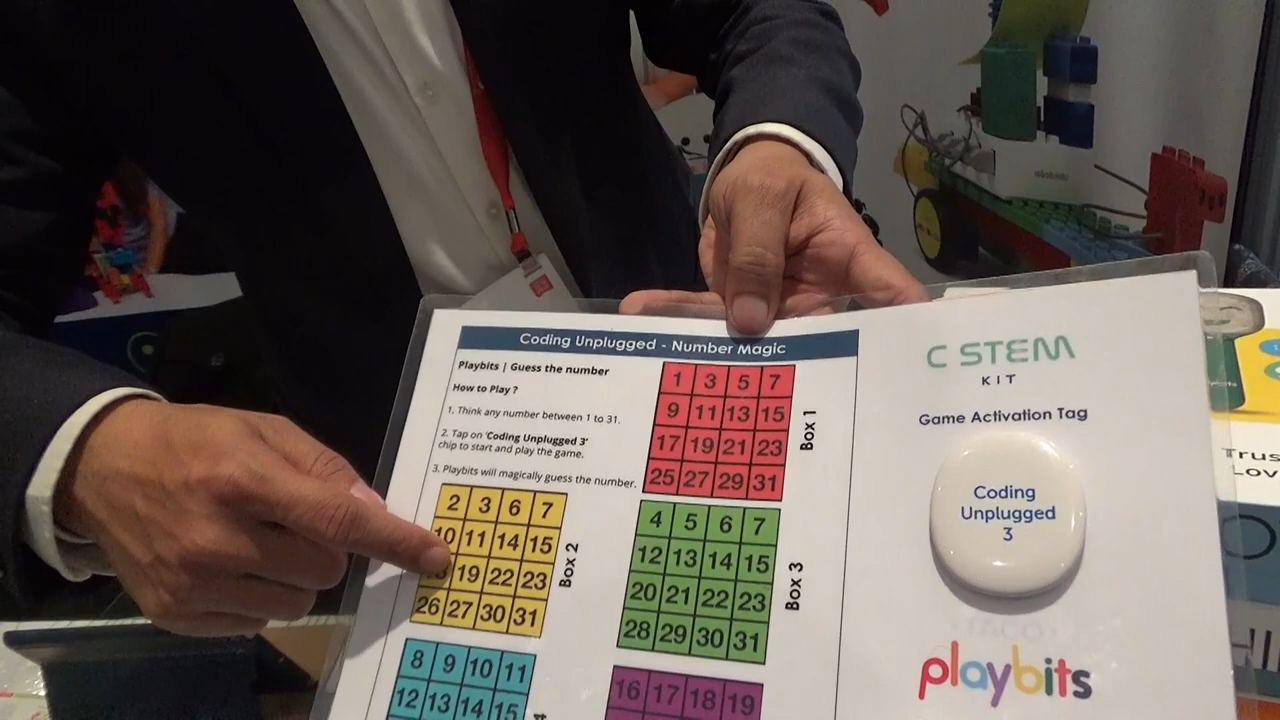 Coding Unplugged - Number Magic
Playbits | Guess the number
How to Play ?
1. Think any number between 1 to 31.
2. Tap on 'Coding Unplugged 3'
chip to start and play the game.
3. Playbits will magically guess the number.
1 3 5 7
9 11 13 15
17 19 21 23
25 27 29 31
Box 1
2 3 6 7
10 11 14 15
19 22 23
26 27 30 31
Box 2
4 5 6 7
12 13 14 15
20 21 22 23
28 29 30 31
Box 3
8 9 10 11
12 13 14 15
4
16 17 18 19
C STEM
KIT
Game Activation Tag
Coding
Unplugged
3
playbits